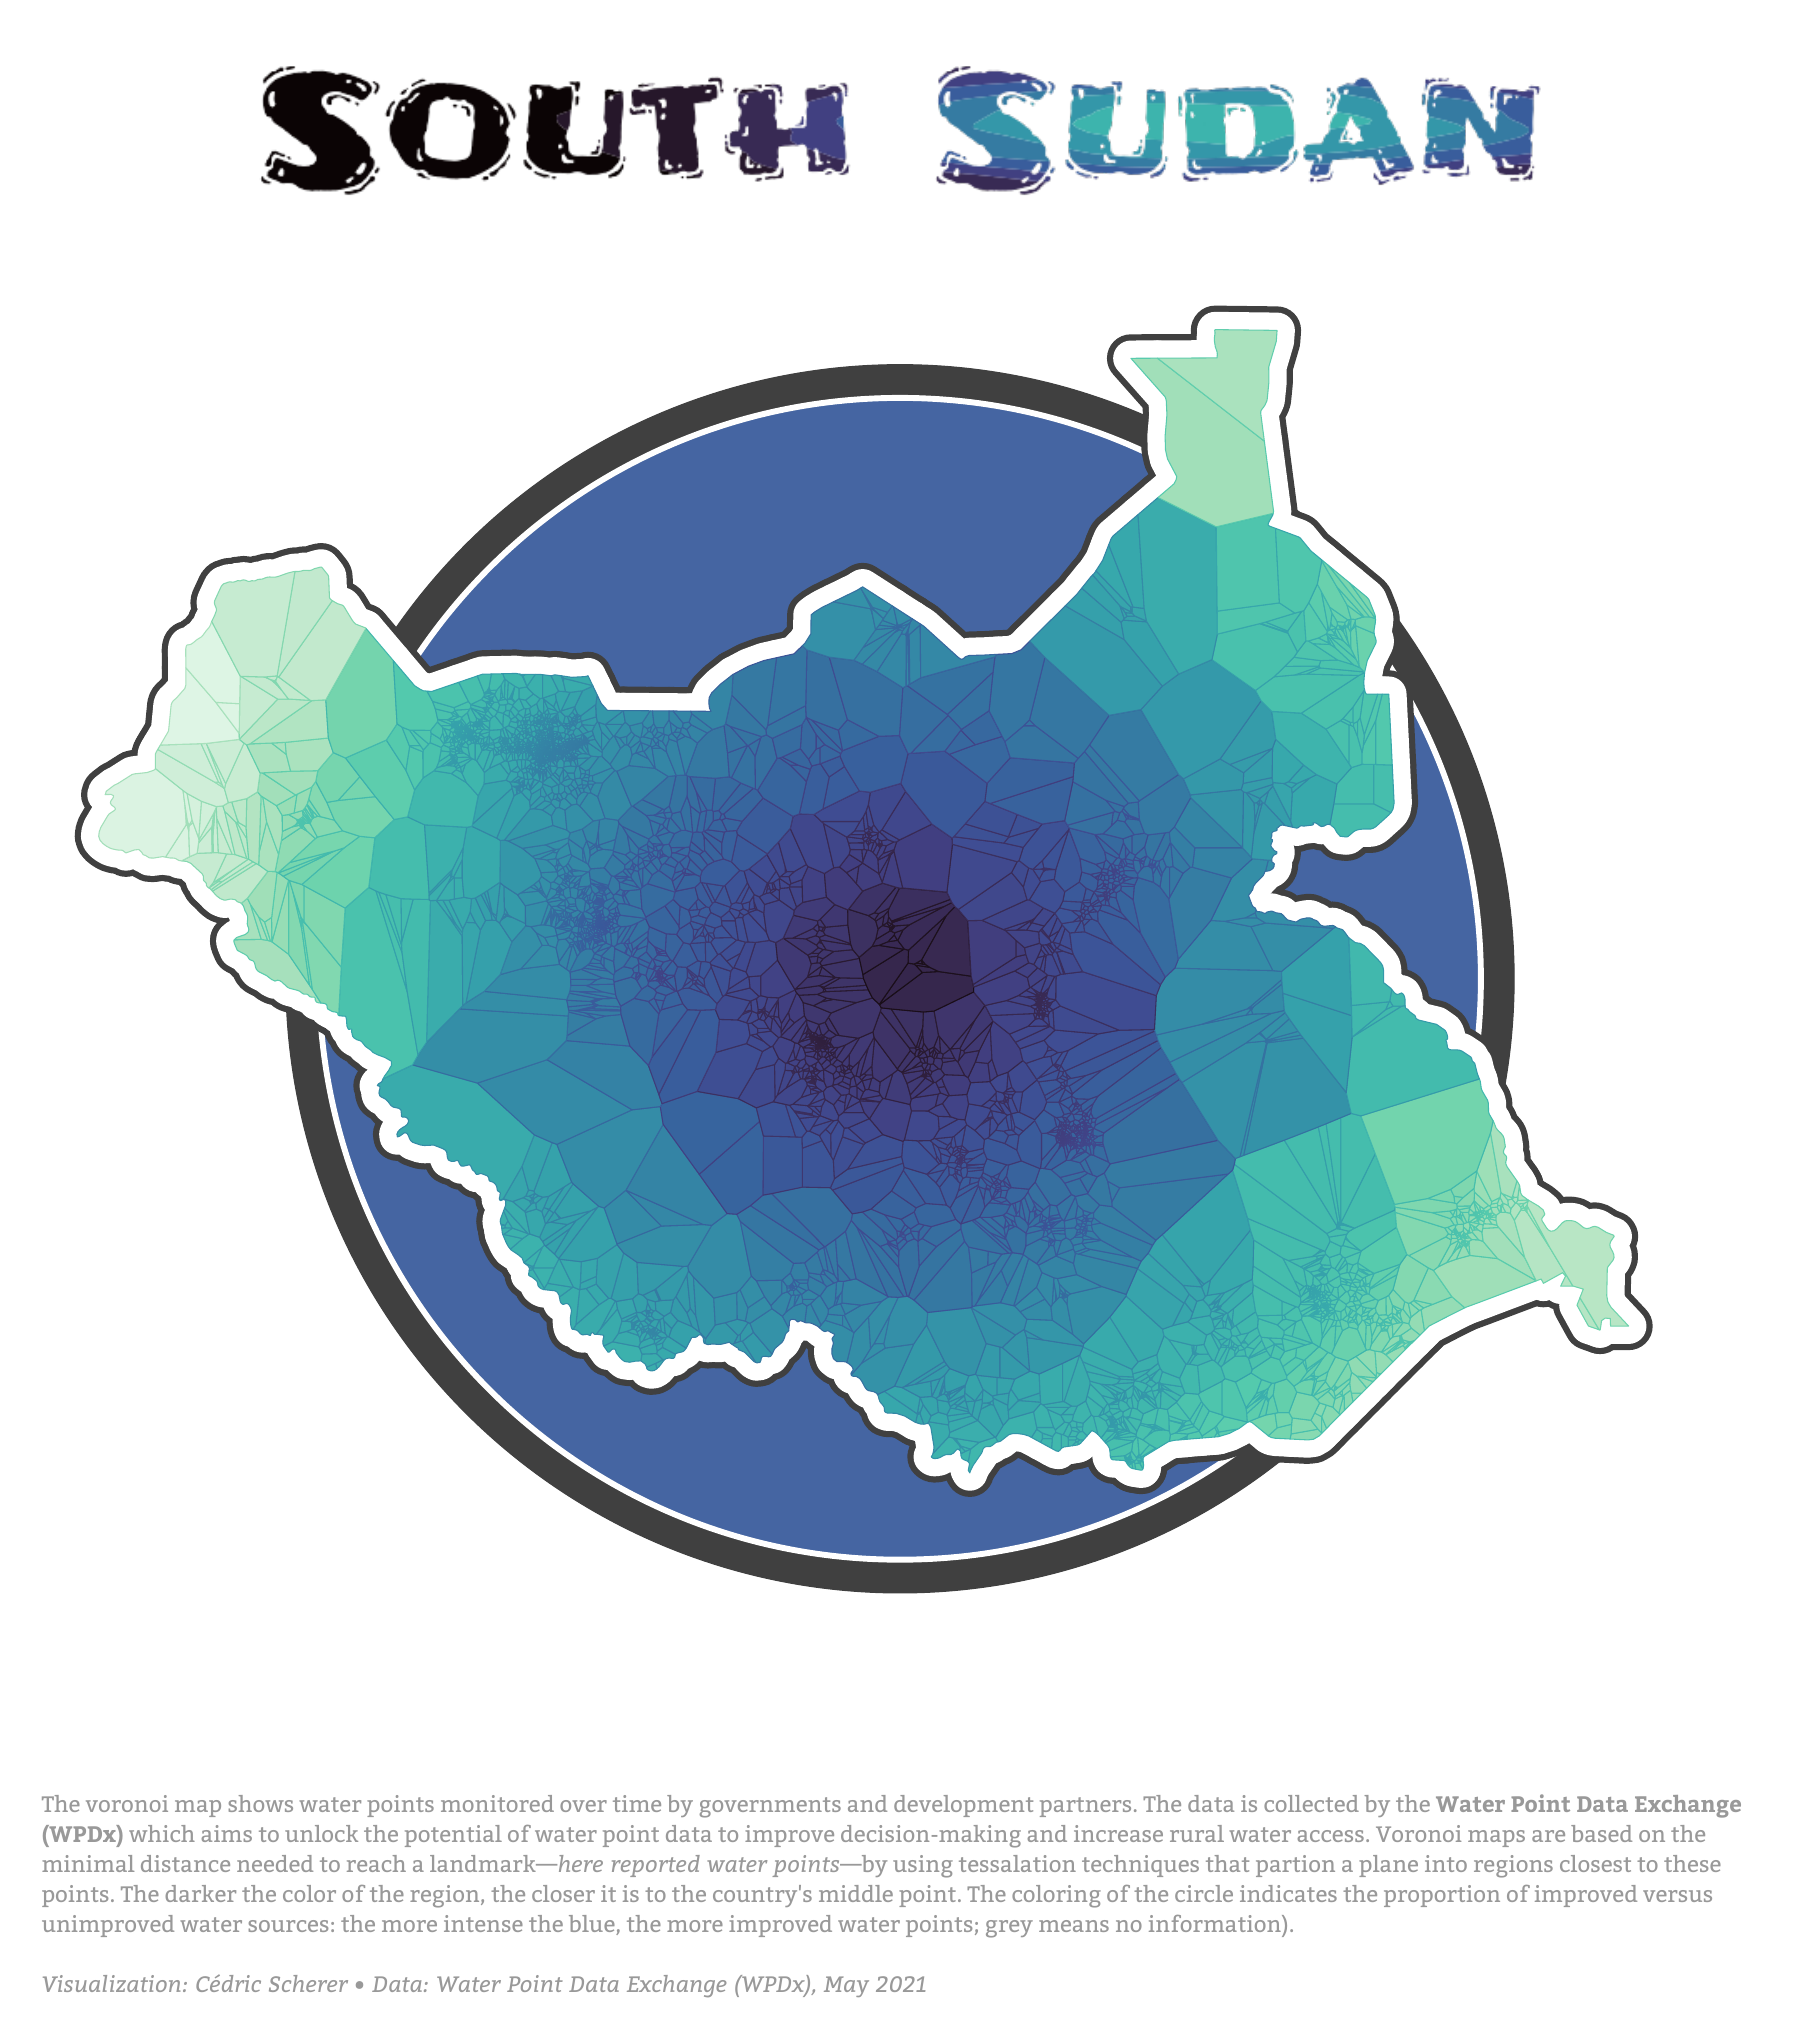 South Sudan
The voronoi map shows water points monitored over time by governments and development partners. The data is collected by the Water Point Data Exchange
(WPDx) which aims to unlock the potential of water point data to improve decision-making and increase rural water access. Voronoi maps are based on the
minimal distance needed to reach a landmark—here reported water points—by using tessalation techniques that partion a plane into regions closest to these
points. The darker the color of the region, the closer it is to the country's middle point. The coloring of the circle indicates the proportion of improved versus
unimproved water sources: the more intense the blue, the more improved water points; grey means no information).
Visualization: Cédric Scherer • Data: Water Point Data Exchange (WPDx), May 2021